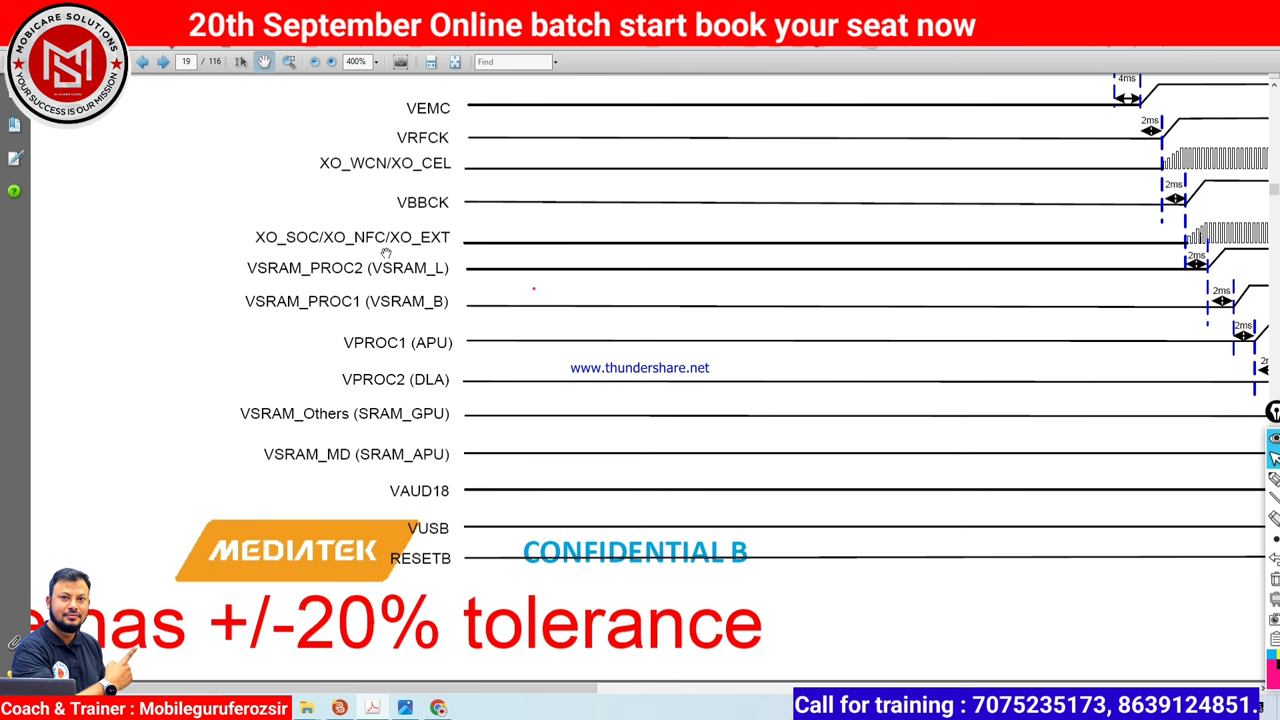 20th September Online batch start book your seat now
MOBICARE SOLUTIONS
YOUR SUCCESS IS OUR MISSION
19 / 116
400%
Find
4ms
VEMC
2ms
VRFCK
XO_WCN/XO_CEL
2ms
VBBCK
XO_SOC/XO_NFC/XO_EXT
2ms
VSRAM_PROC2 (VSRAM_L)
2ms
VSRAM_PROC1 (VSRAM_B)
2ms
VPROC1 (APU)
www.thundershare.net
VPROC2 (DLA)
VSRAM_Others (SRAM_GPU)
VSRAM_MD (SRAM_APU)
VAUD18
VUSB
MEDIATEK
CONFIDENTIAL B
RESETB
has +/-20% tolerance
Coach & Trainer : Mobileguruferozsir
Call for training : 7075235173, 8639124851.